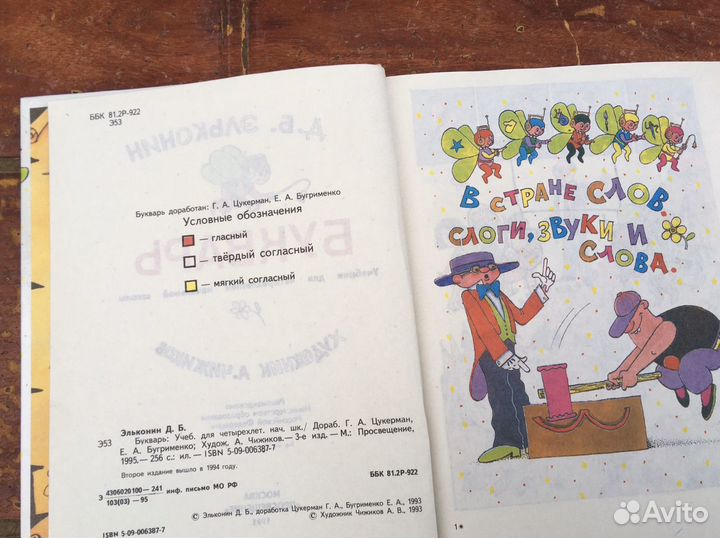 ББК 81.2Р-922
Э53
Букварь доработан: Г. А. Цукерман, Е. А. Бугрименко
Условные обозначения
— гласный
— твёрдый согласный
— мягкий согласный
Эльконин Д. Б.
Э53 Букварь: Учеб. для четырехлет. нач. шк./ Дораб. Г. А. Цукерман,
Е. А. Бугрименко; Худож. А. Чижиков.— 3-е изд.— М.: Просвещение,
1995.— 256 с.: ил.— ISBN 5-09-006387-7
Второе издание вышло в 1994 году.
Э 4306020100—241
103(03)—95 инф. письмо МО РФ
ББК 81.2Р-922
ISBN 5-09-006387-7
© Эльконин Д. Б., доработка Цукерман Г. А., Бугрименко Е. А., 1993
© Художник Чижиков А. В., 1993
В СТРАНЕ СЛОВ.
СЛОГИ, ЗВУКИ И
СЛОВА.
1*
Avito